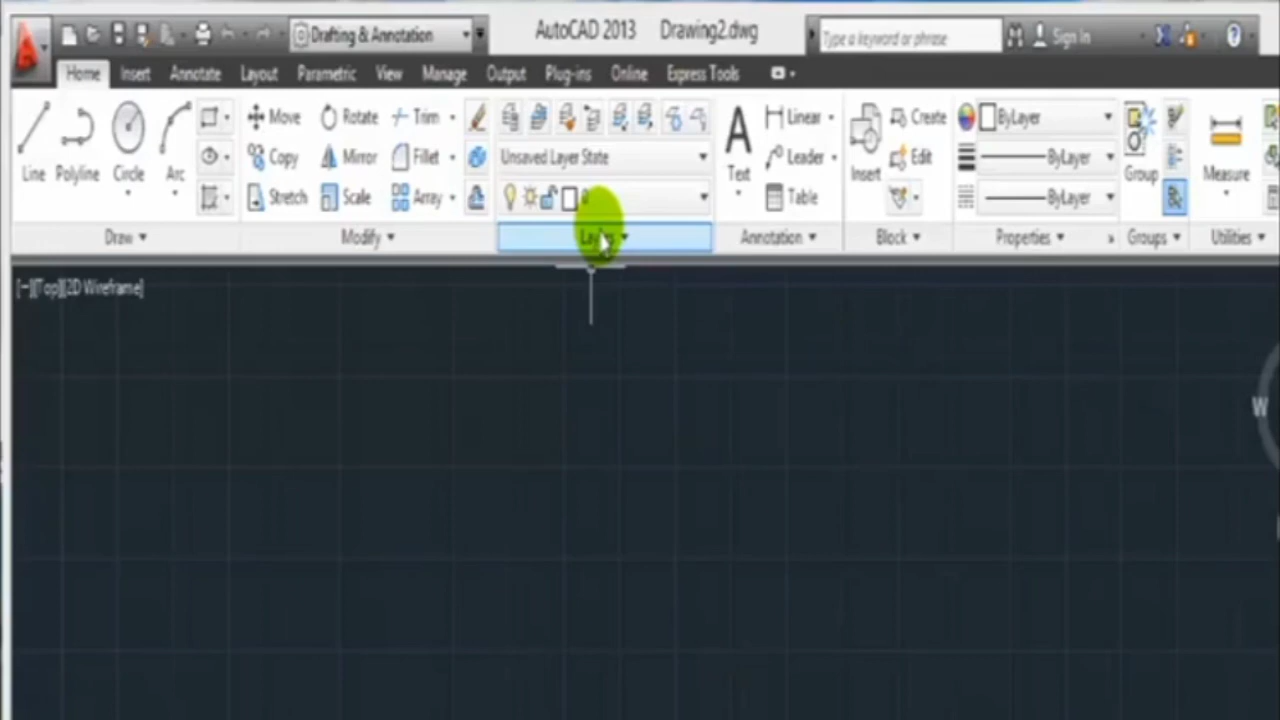 Drafting & Annotation AutoCAD 2013 Drawing2.dwg Type a keyword or phrase Sign In
Home Insert Annotate Layout Parametric View Manage Output Plug-ins Online Express Tools
Line Polyline Circle Arc
Move Rotate Trim
Copy Mirror Fillet
Stretch Scale Array
Unsaved Layer State
0
Text
Linear
Leader
Table
Insert
Create
Edit
ByLayer
ByLayer
ByLayer
Group
Measure
Draw Modify Layers Annotation Block Properties Groups Utilities
[−][Top][2D Wireframe]
W